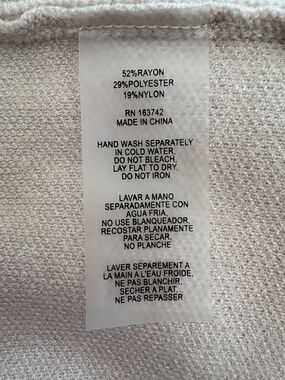 52%RAYON
29%POLYESTER
19%NYLON
RN 163742
MADE IN CHINA
HAND WASH SEPARATELY
IN COLD WATER,
DO NOT BLEACH,
LAY FLAT TO DRY,
DO NOT IRON
LAVAR A MANO
SEPARADAMENTE CON
AGUA FRIA,
NO USE BLANQUEADOR,
RECOSTAR PLANAMENTE
PARA SECAR,
NO PLANCHE
LAVER SEPAREMENT A
LA MAIN A L'EAU FROIDE,
NE PAS BLANCHIR,
SECHER A PLAT,
NE PAS REPASSER